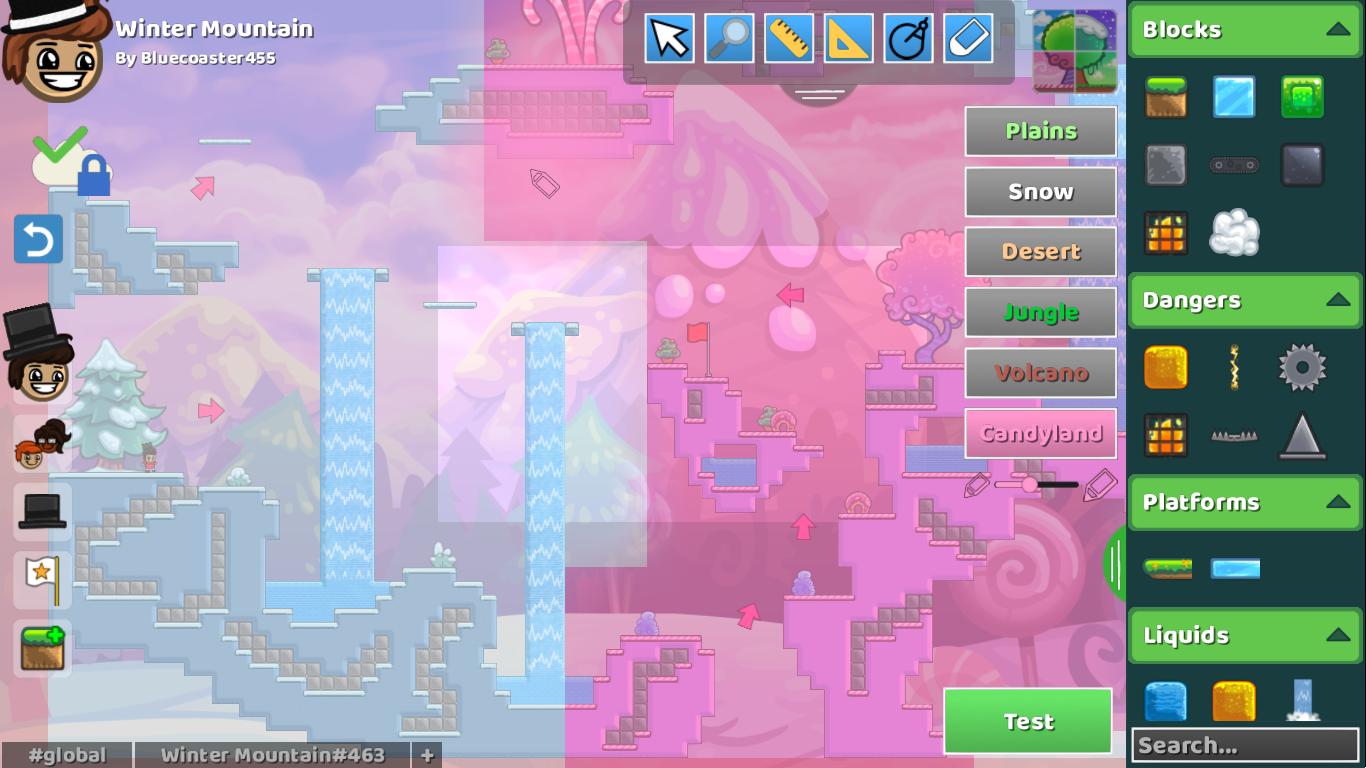 Winter Mountain
By Bluecoaster455
Plains
Snow
Desert
Jungle
Volcano
Candyland
Test
Blocks
Dangers
Platforms
Liquids
Search...
#global
Winter Mountain#463
+